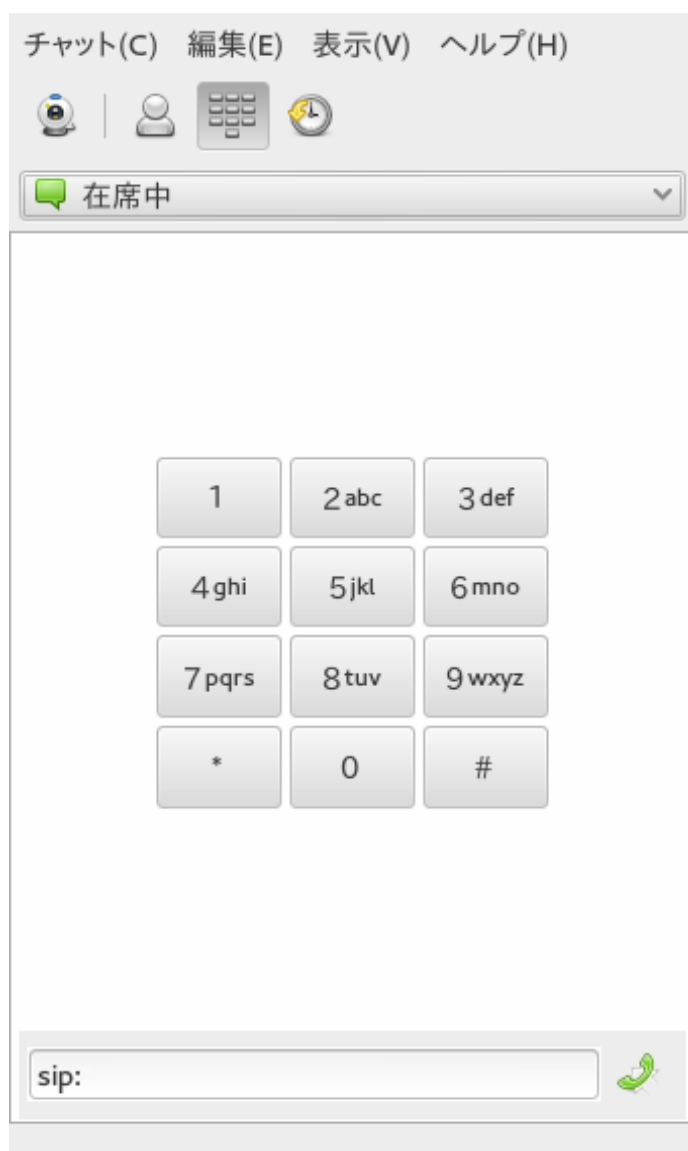 チャット(C) 編集(E) 表示(V) ヘルプ(H)
在席中
1 2abc 3def
4ghi 5jkl 6mno
7pqrs 8tuv 9wxyz
* 0 #
sip: